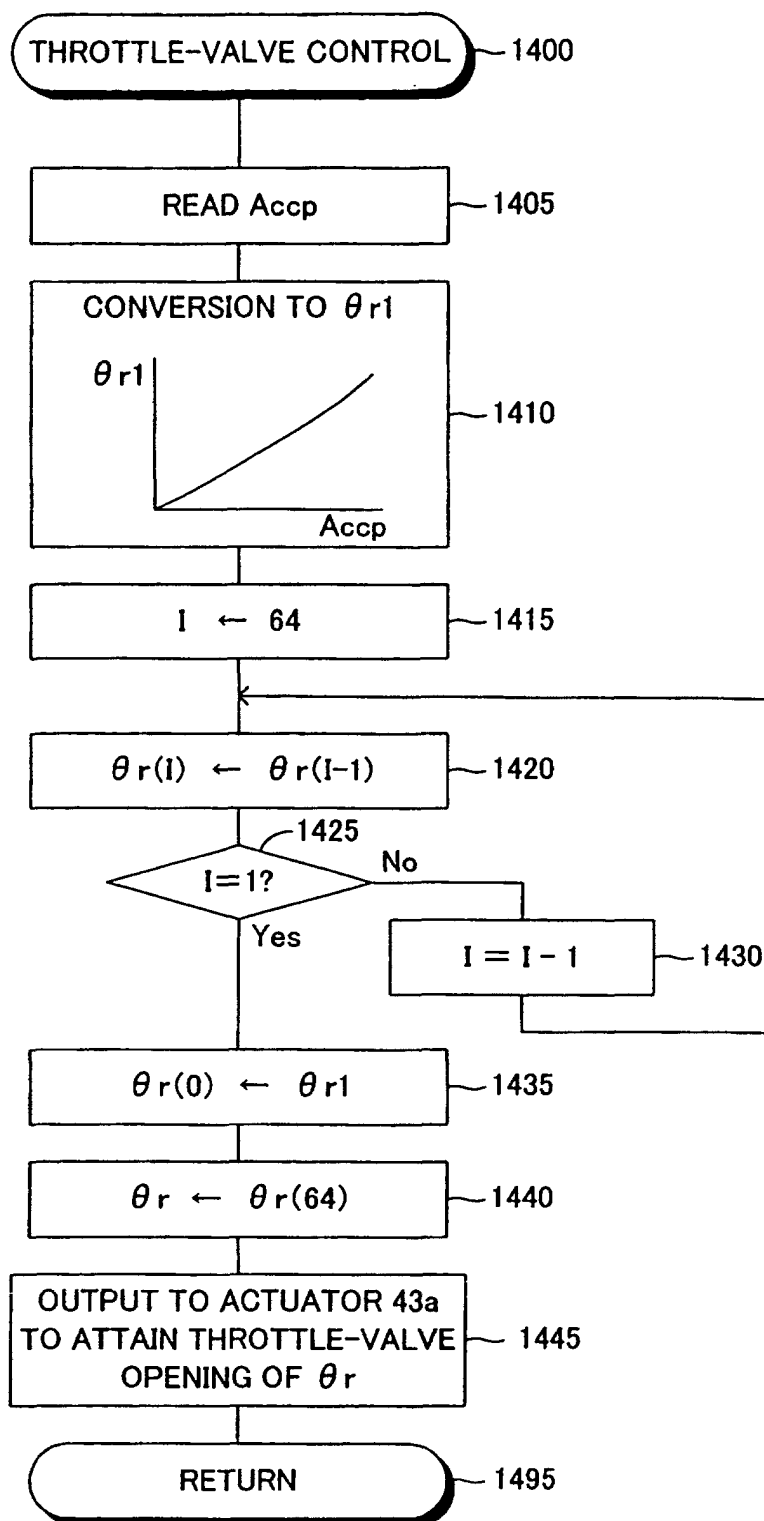 THROTTLE-VALVE CONTROL
1400
READ Accp
1405
CONVERSION TO θr1
θr1
Accp
1410
I ← 64
1415
θr(I) ← θr(I-1)
1420
1425
I=1?
No
Yes
I = I - 1
1430
θr(0) ← θr1
1435
θr ← θr(64)
1440
OUTPUT TO ACTUATOR 43a
TO ATTAIN THROTTLE-VALVE
OPENING OF θr
1445
RETURN
1495